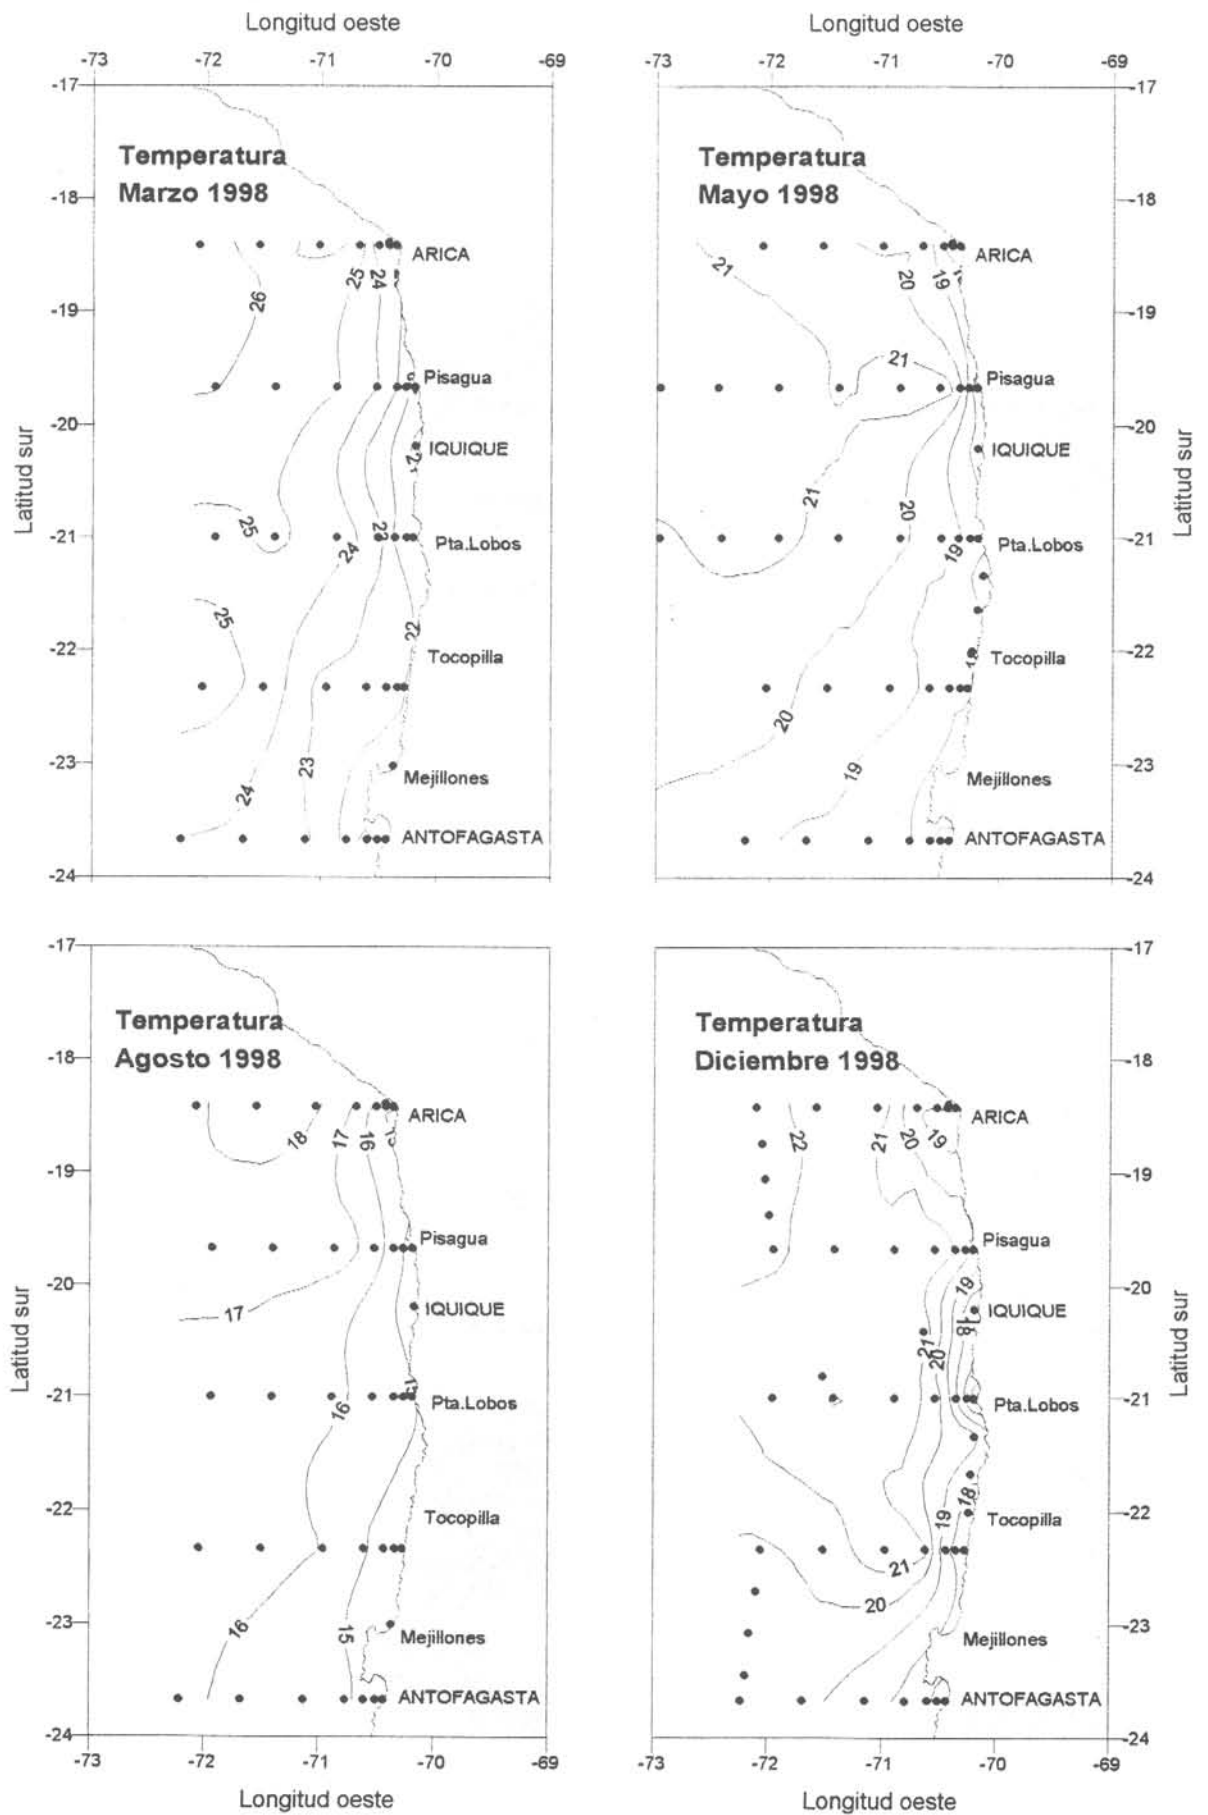 Longitud oeste
Longitud oeste
-73 -72 -71 -70 -69
-73 -72 -71 -70 -69
-17
-18
-19
-20
-21
-22
-23
-24
Latitud sur
Temperatura
Marzo 1998
ARICA
Pisagua
IQUIQUE
Pta.Lobos
Tocopilla
Mejillones
ANTOFAGASTA
26
25
24
25
24
23
22
25
24
23
Temperatura
Mayo 1998
ARICA
Pisagua
IQUIQUE
Pta.Lobos
Tocopilla
Mejillones
ANTOFAGASTA
21
20
19
21
21
20
19
20
19
-17
-18
-19
-20
-21
-22
-23
-24
Latitud sur
-17
-18
-19
-20
-21
-22
-23
-24
Latitud sur
Temperatura
Agosto 1998
ARICA
Pisagua
IQUIQUE
Pta.Lobos
Tocopilla
Mejillones
ANTOFAGASTA
18
17
16
17
16
15
16
15
Temperatura
Diciembre 1998
ARICA
Pisagua
IQUIQUE
Pta.Lobos
Tocopilla
Mejillones
ANTOFAGASTA
22
21
20
19
19
18
21
20
18
19
21
20
-17
-18
-19
-20
-21
-22
-23
-24
Latitud sur
-73 -72 -71 -70 -69
-73 -72 -71 -70 -69
Longitud oeste
Longitud oeste